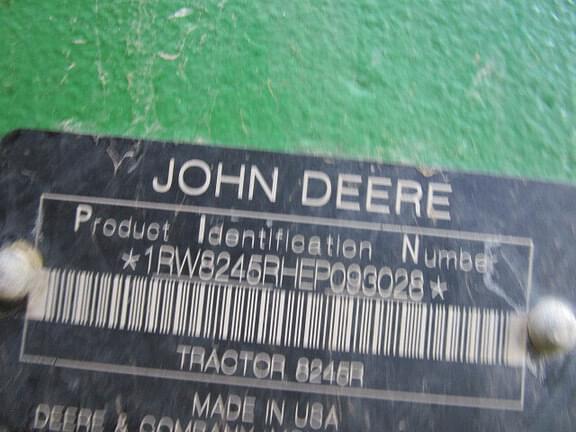 JOHN DEERE
Product Identification Number
*1RW8245RHEP093028*
TRACTOR 8245R
MADE IN USA
DEERE & COMPANY